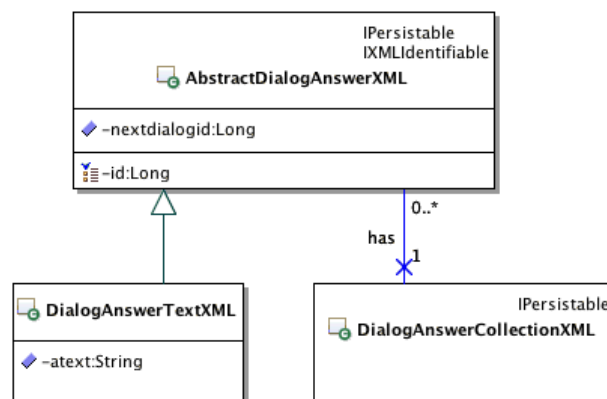 IPersistable
IXMLIdentifiable
AbstractDialogAnswerXML
-nextdialogid:Long
-id:Long
0..*
has
1
DialogAnswerTextXML
-atext:String
IPersistable
DialogAnswerCollectionXML